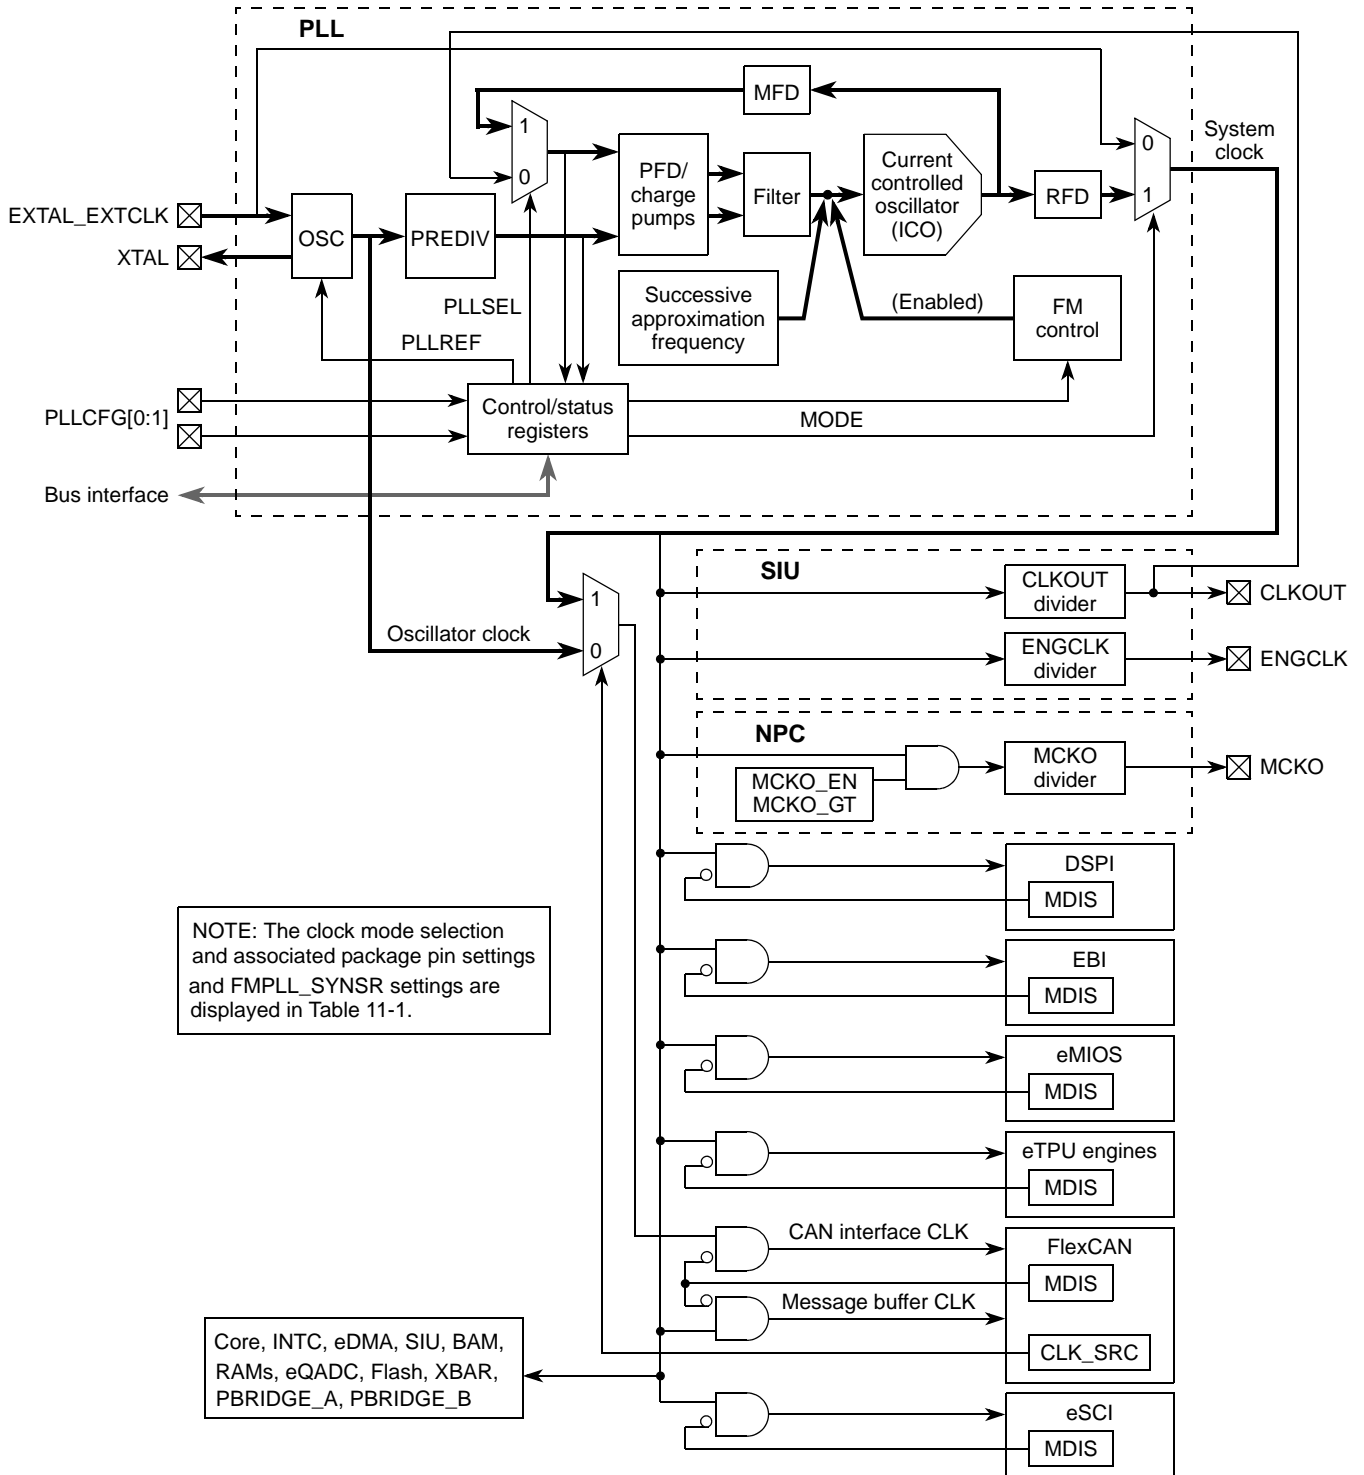 PLL
MFD
1
0
System
clock
0
1
PFD/
charge
pumps
Filter
Current
controlled
oscillator
(ICO)
RFD
EXTAL_EXTCLK
XTAL
OSC
PREDIV
PLLSEL
PLLREF
Successive
approximation
frequency
(Enabled)
FM
control
PLLCFG[0:1]
Control/status
registers
MODE
Bus interface
SIU
CLKOUT
divider
CLKOUT
1
0
Oscillator clock
ENGCLK
divider
ENGCLK
NPC
MCKO_EN
MCKO_GT
MCKO
divider
MCKO
DSPI
MDIS
NOTE: The clock mode selection
and associated package pin settings
and FMPLL_SYNSR settings are
displayed in Table 11-1.
EBI
MDIS
eMIOS
MDIS
eTPU engines
MDIS
CAN interface CLK
FlexCAN
MDIS
Message buffer CLK
CLK_SRC
Core, INTC, eDMA, SIU, BAM,
RAMs, eQADC, Flash, XBAR,
PBRIDGE_A, PBRIDGE_B
eSCI
MDIS